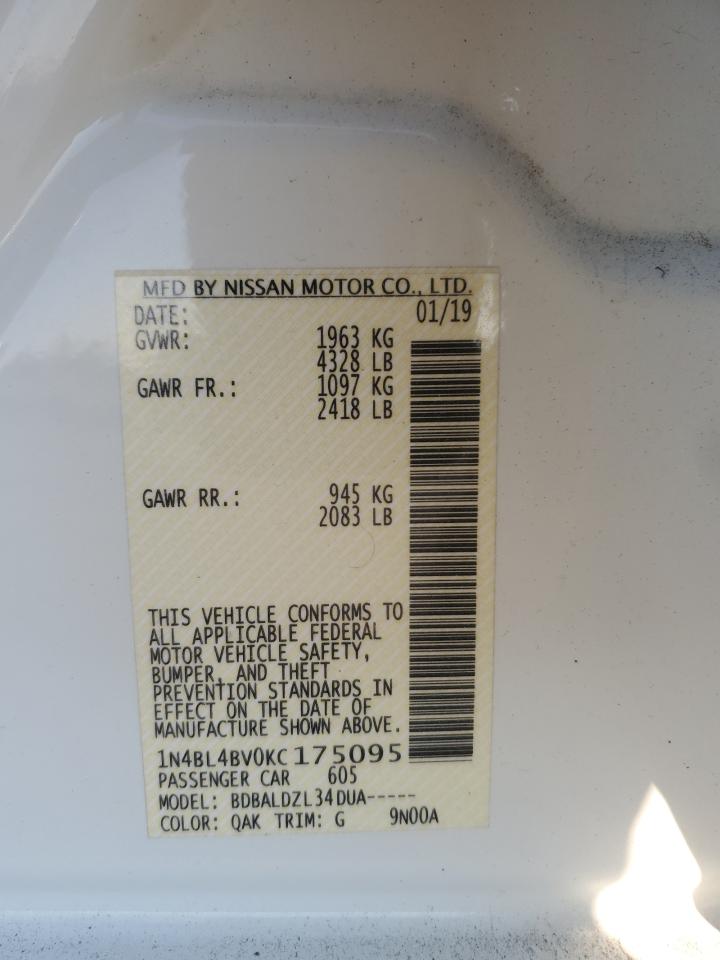 MFD BY NISSAN MOTOR CO., LTD.
DATE: 01/19
GVWR: 1963 KG
4328 LB
GAWR FR.: 1097 KG
2418 LB
GAWR RR.: 945 KG
2083 LB
THIS VEHICLE CONFORMS TO
ALL APPLICABLE FEDERAL
MOTOR VEHICLE SAFETY,
BUMPER, AND THEFT
PREVENTION STANDARDS IN
EFFECT ON THE DATE OF
MANUFACTURE SHOWN ABOVE.
1N4BL4BV0KC175095
PASSENGER CAR 605
MODEL: BDBALDZL34DUA-----
COLOR: QAK TRIM: G 9N00A